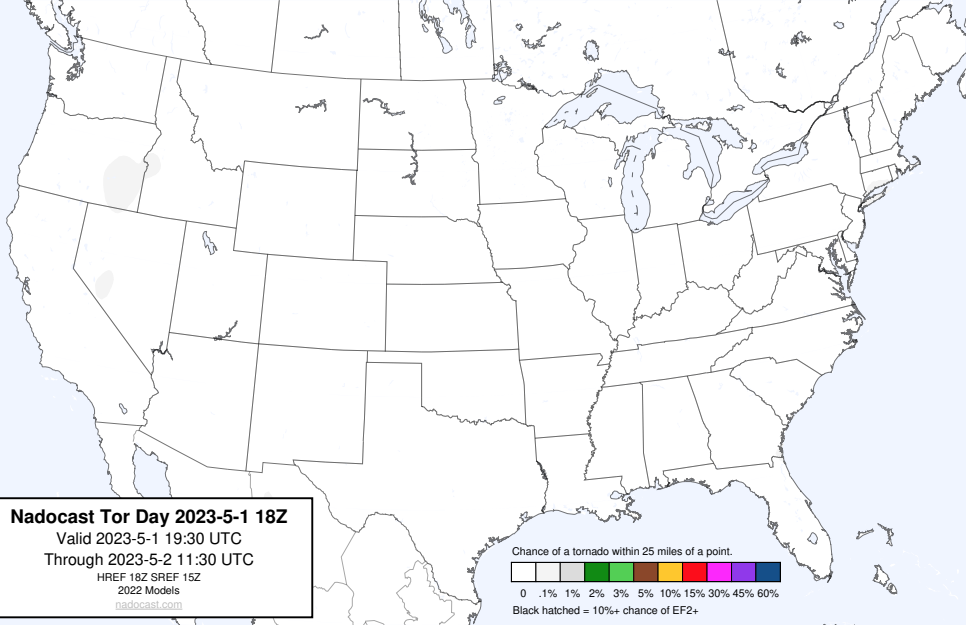 Nadocast Tor Day 2023-5-1 18Z
Valid 2023-5-1 19:30 UTC
Through 2023-5-2 11:30 UTC
HREF 18Z SREF 15Z
2022 Models
nadocast.com
Chance of a tornado within 25 miles of a point.
0 .1% 1% 2% 3% 5% 10% 15% 30% 45% 60%
Black hatched = 10%+ chance of EF2+